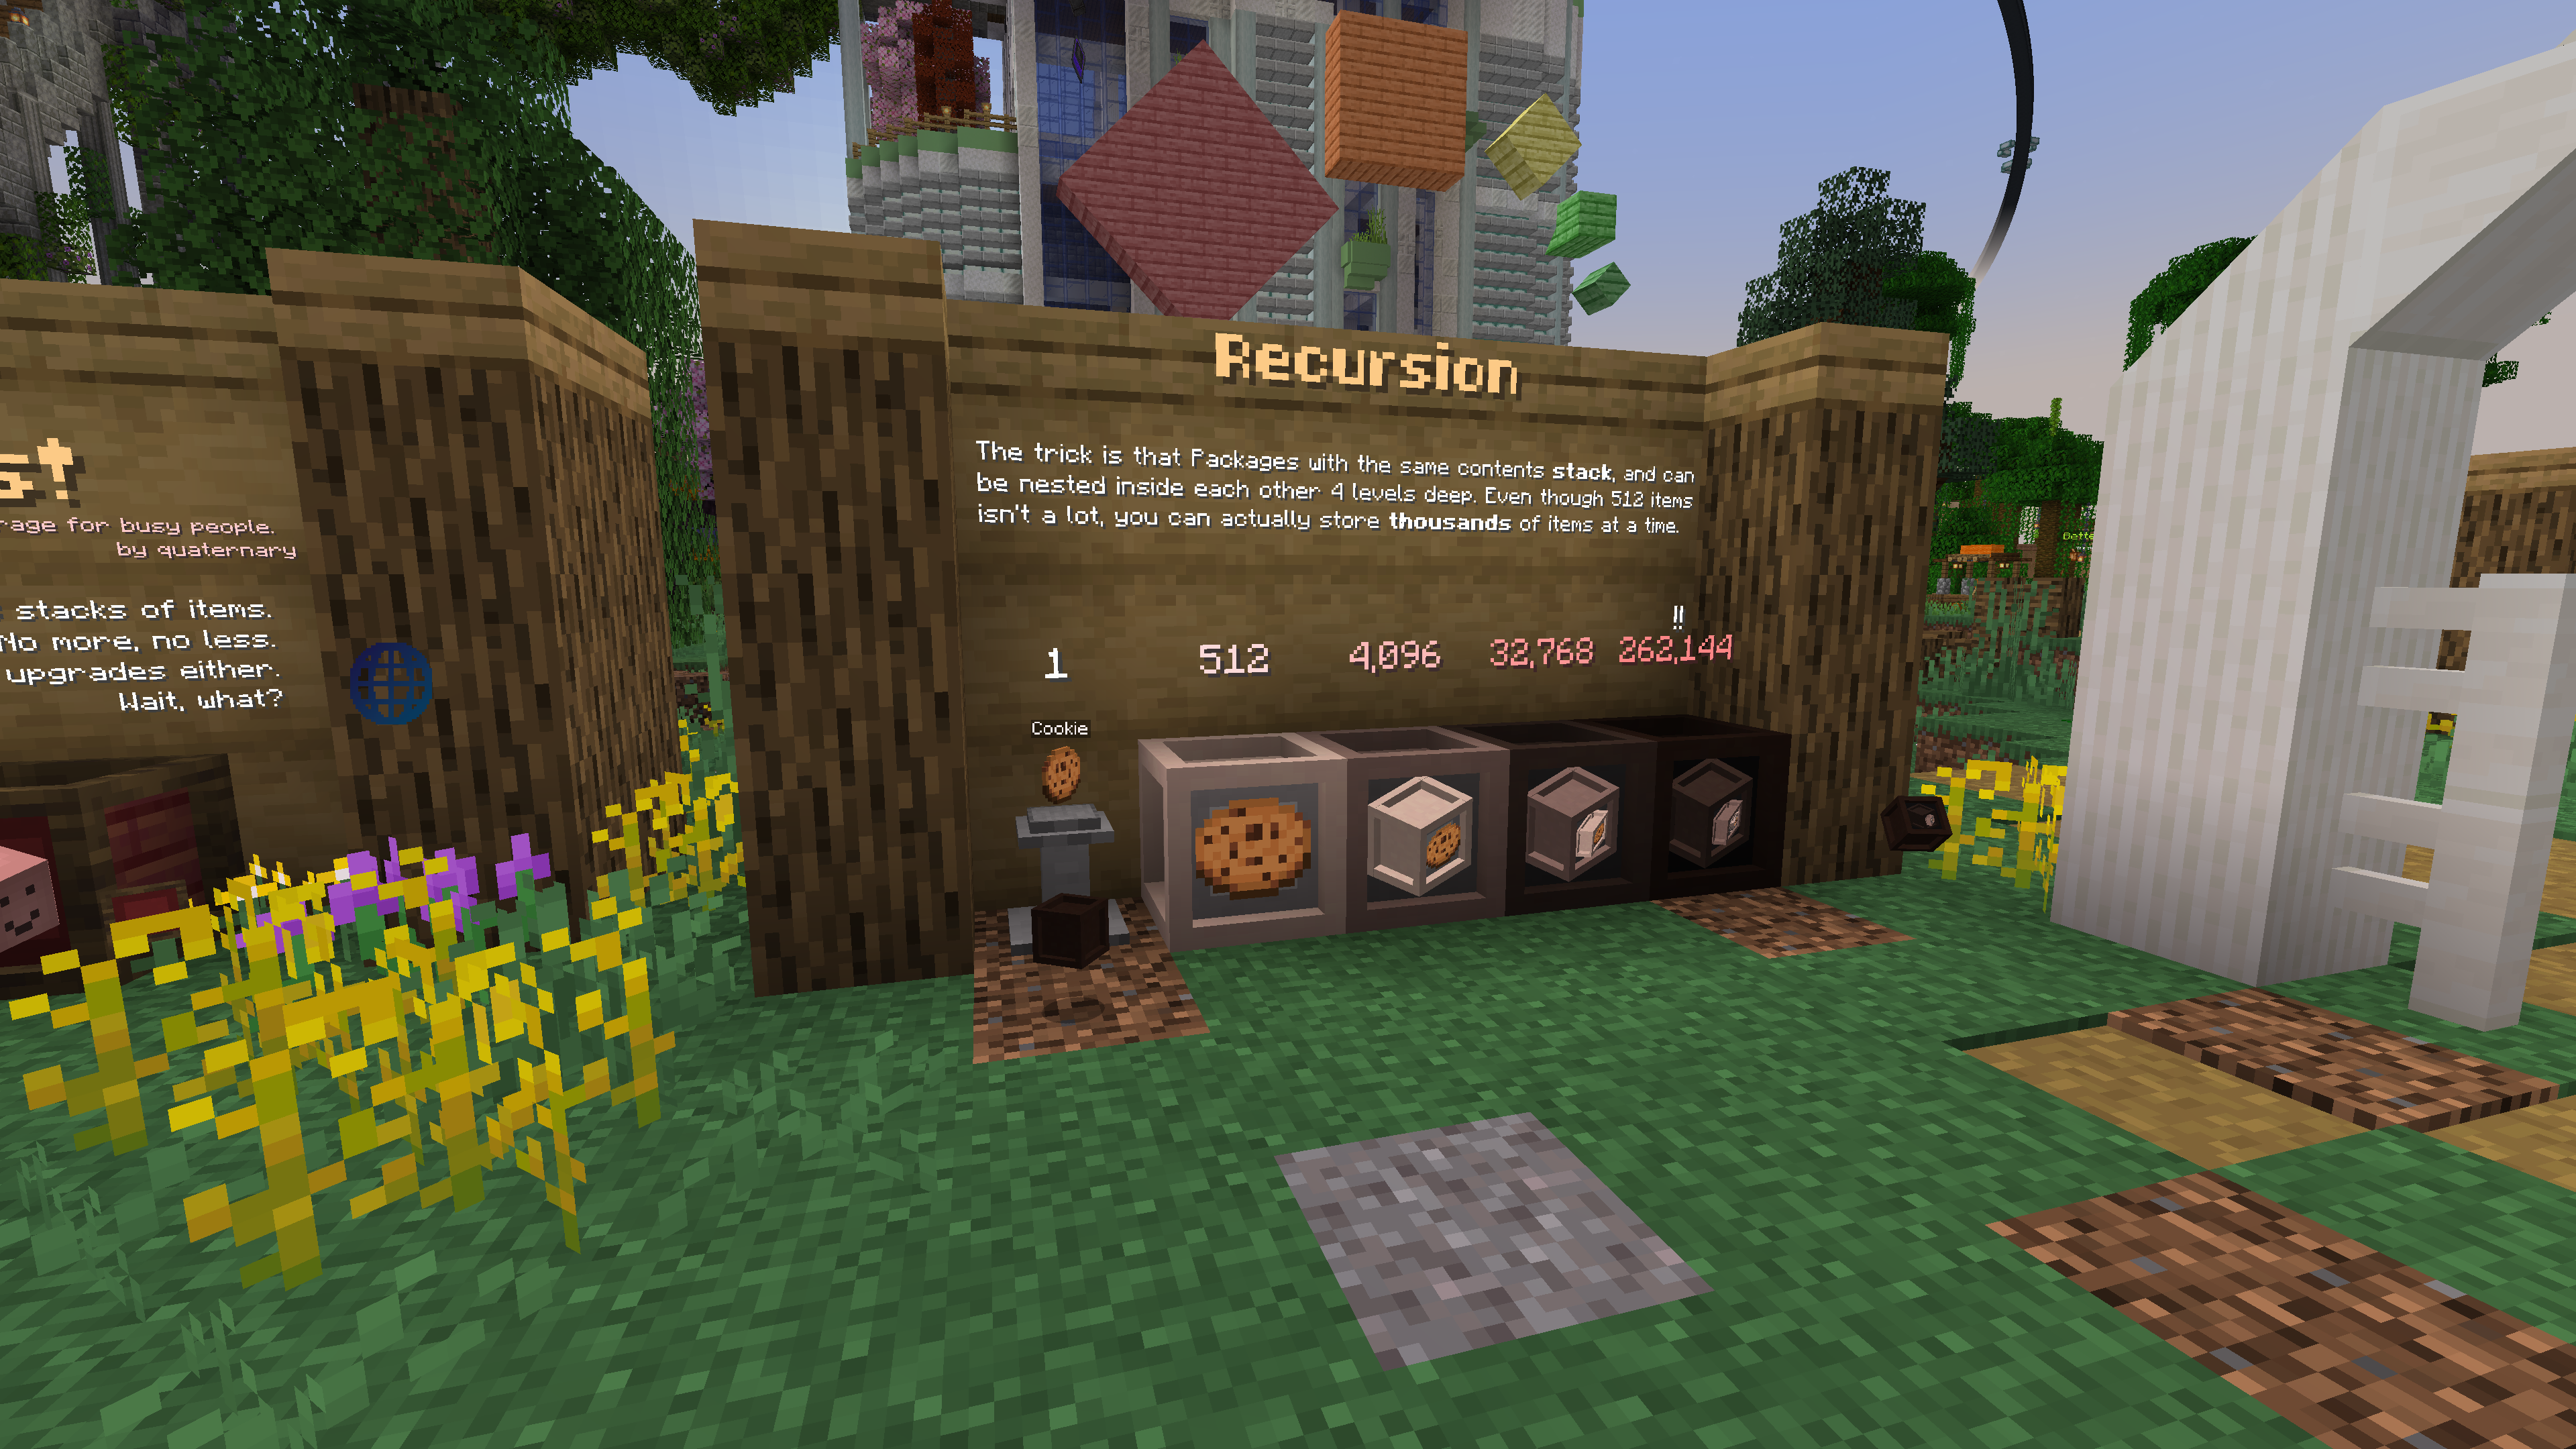 s!
rage for busy people.
by quaternary
stacks of items.
No more, no less.
upgrades either.
Wait, what?
Recursion
The trick is that Packages with the same contents stack, and can
be nested inside each other 4 levels deep. Even though 512 items
isn't a lot, you can actually store thousands of items at a time.
!!
1 512 4,096 32,768 262,144
Cookie